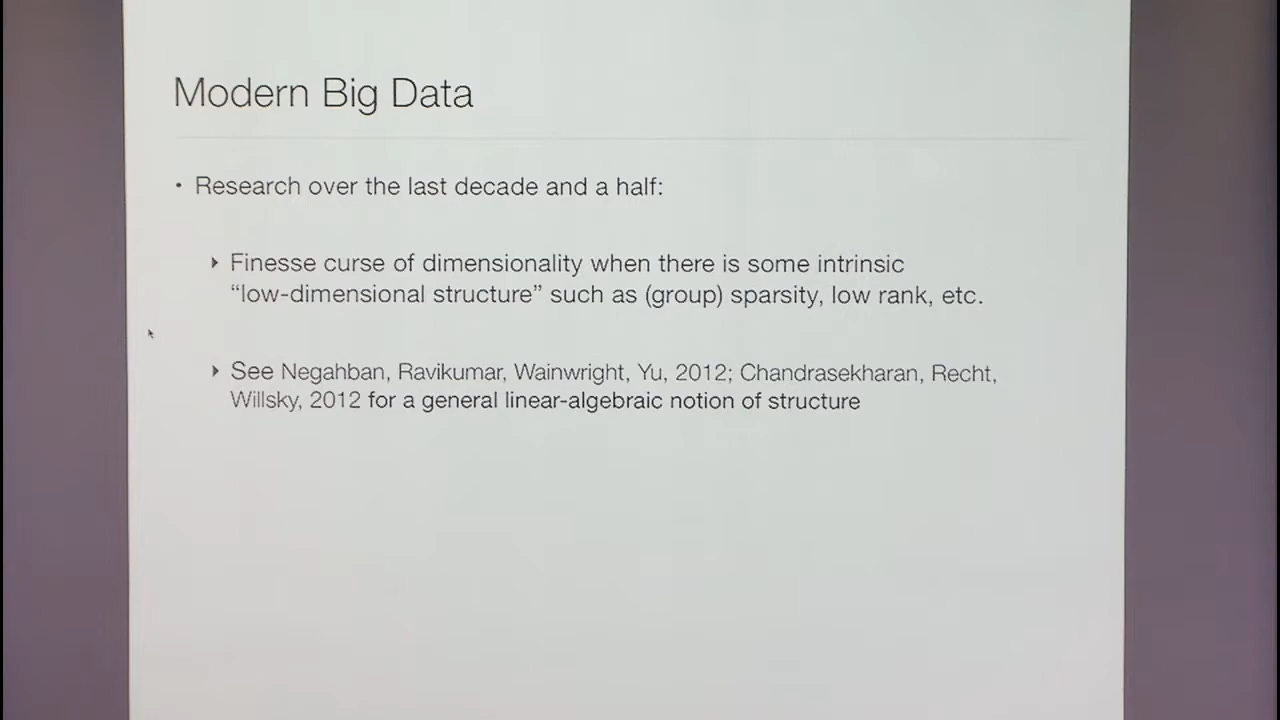 Modern Big Data
• Research over the last decade and a half:
‣ Finesse curse of dimensionality when there is some intrinsic
“low-dimensional structure” such as (group) sparsity, low rank, etc.
‣ See Negahban, Ravikumar, Wainwright, Yu, 2012; Chandrasekharan, Recht,
Willsky, 2012 for a general linear-algebraic notion of structure